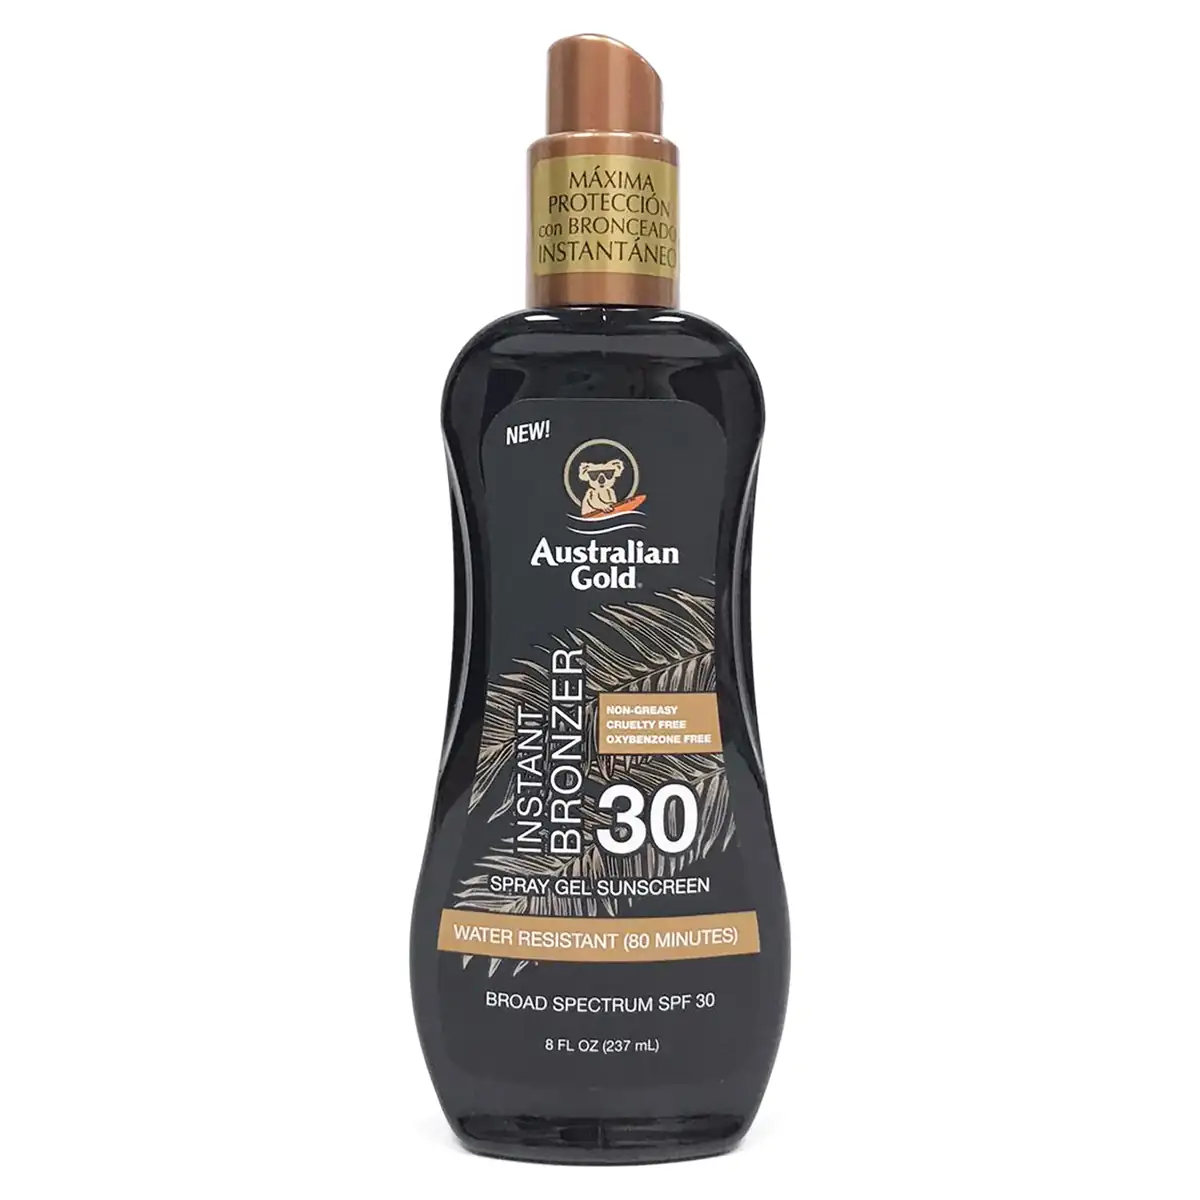 MÁXIMA
PROTECCIÓN
con BRONCEADO
INSTANTÁNEO
NEW!
Australian
Gold
INSTANT
BRONZER
NON-GREASY
CRUELTY FREE
OXYBENZONE FREE
30
SPRAY GEL SUNSCREEN
WATER RESISTANT (80 MINUTES)
BROAD SPECTRUM SPF 30
8 FL OZ (237 mL)